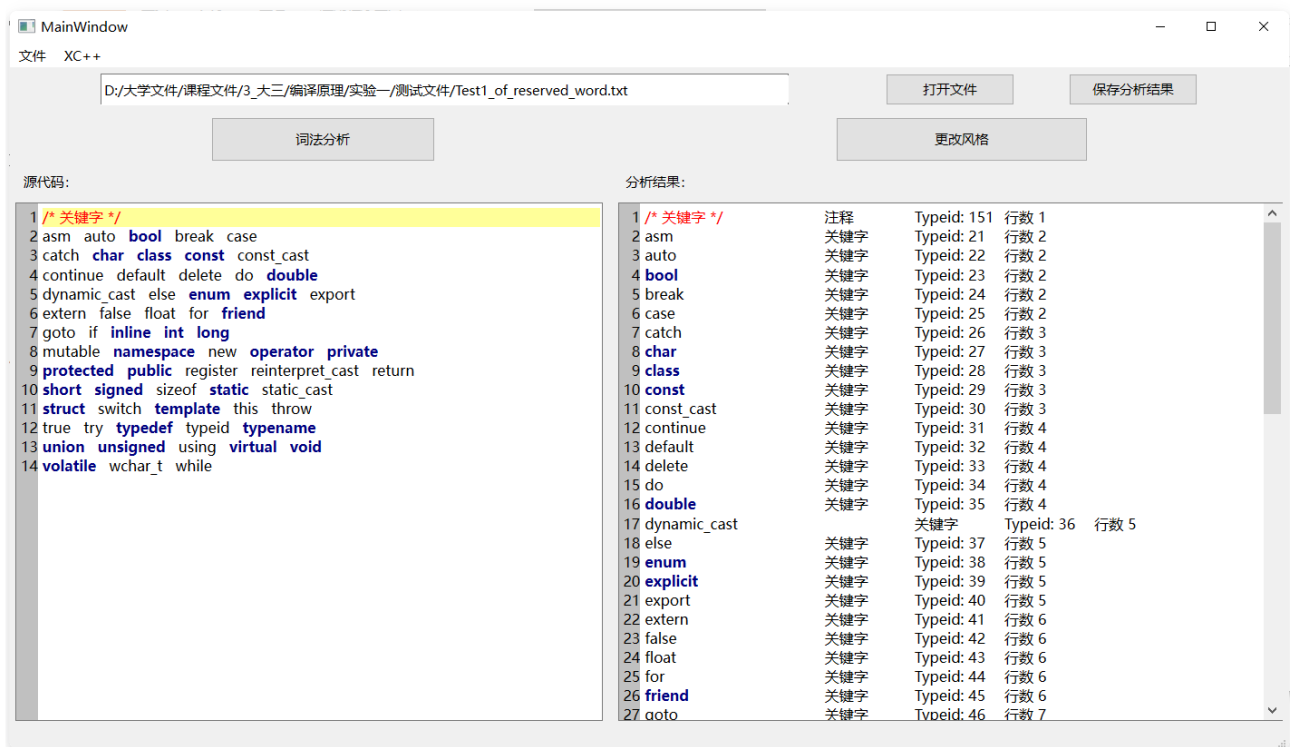 MainWindow
文件 XC++
D:/大学文件/课程文件/3_大三/编译原理/实验一/测试文件/Test1_of_reserved_word.txt 打开文件 保存分析结果
词法分析 更改风格
源代码:
1 /* 关键字 */
2 asm auto bool break case
3 catch char class const const_cast
4 continue default delete do double
5 dynamic_cast else enum explicit export
6 extern false float for friend
7 goto if inline int long
8 mutable namespace new operator private
9 protected public register reinterpret_cast return
10 short signed sizeof static static_cast
11 struct switch template this throw
12 true try typedef typeid typename
13 union unsigned using virtual void
14 volatile wchar_t while
分析结果:
1 /* 关键字 */ 注释 Typeid: 151 行数 1
2 asm 关键字 Typeid: 21 行数 2
3 auto 关键字 Typeid: 22 行数 2
4 bool 关键字 Typeid: 23 行数 2
5 break 关键字 Typeid: 24 行数 2
6 case 关键字 Typeid: 25 行数 2
7 catch 关键字 Typeid: 26 行数 3
8 char 关键字 Typeid: 27 行数 3
9 class 关键字 Typeid: 28 行数 3
10 const 关键字 Typeid: 29 行数 3
11 const_cast 关键字 Typeid: 30 行数 3
12 continue 关键字 Typeid: 31 行数 4
13 default 关键字 Typeid: 32 行数 4
14 delete 关键字 Typeid: 33 行数 4
15 do 关键字 Typeid: 34 行数 4
16 double 关键字 Typeid: 35 行数 4
17 dynamic_cast 关键字 Typeid: 36 行数 5
18 else 关键字 Typeid: 37 行数 5
19 enum 关键字 Typeid: 38 行数 5
20 explicit 关键字 Typeid: 39 行数 5
21 export 关键字 Typeid: 40 行数 5
22 extern 关键字 Typeid: 41 行数 6
23 false 关键字 Typeid: 42 行数 6
24 float 关键字 Typeid: 43 行数 6
25 for 关键字 Typeid: 44 行数 6
26 friend 关键字 Typeid: 45 行数 6
27 goto 关键字 Typeid: 46 行数 7